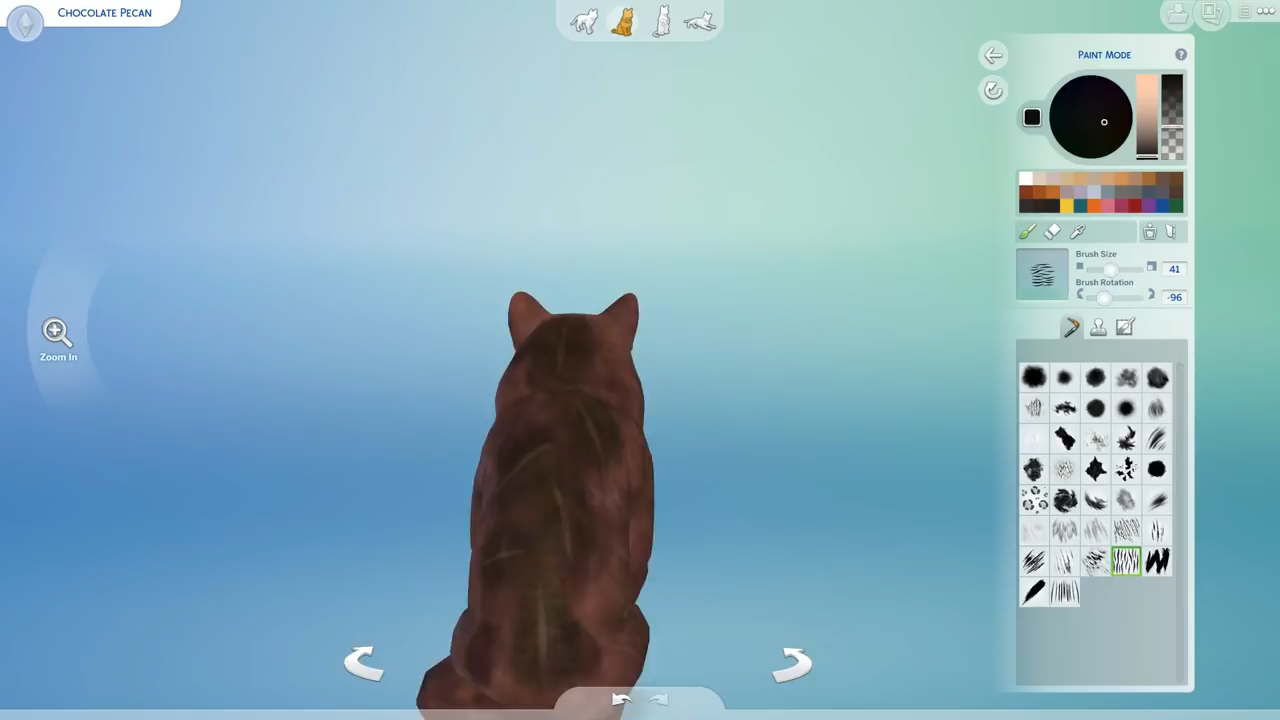 CHOCOLATE PECAN
PAINT MODE
?
Brush Size
41
Brush Rotation
-96
Zoom In